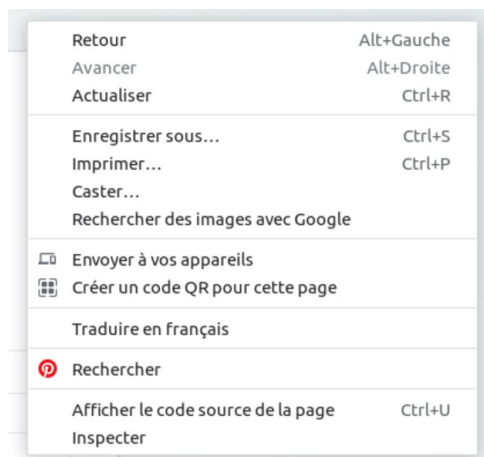 Retour Alt+Gauche
Avancer Alt+Droite
Actualiser Ctrl+R
Enregistrer sous…  Ctrl+S
Imprimer… Ctrl+P
Caster…
Rechercher des images avec Google
Envoyer à vos appareils
Créer un code QR pour cette page
Traduire en français
Rechercher
Afficher le code source de la page Ctrl+U
Inspecter